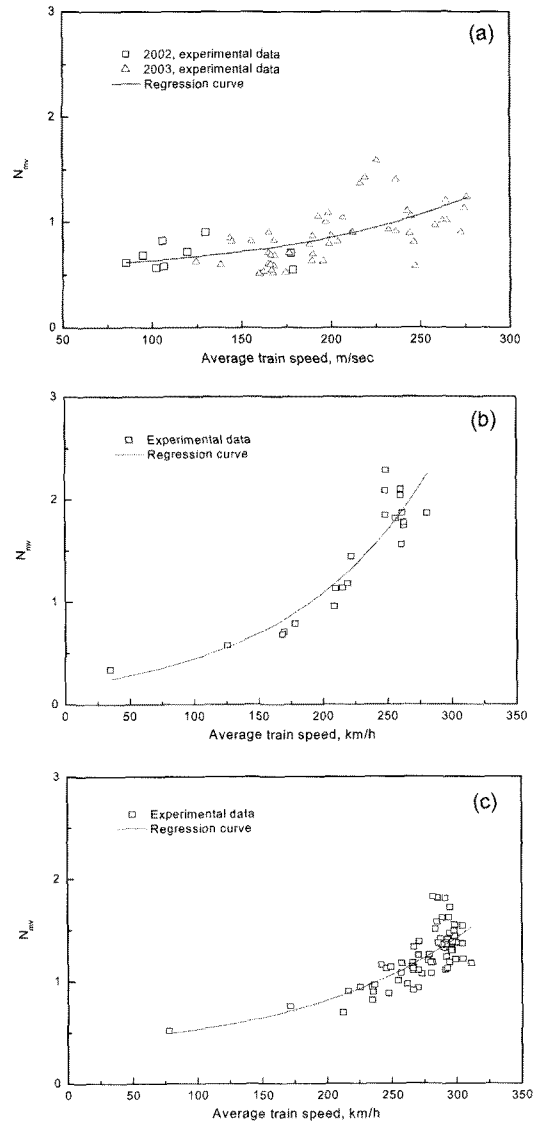 (a)
3
□ 2002, experimental data
△ 2003, experimental data
Regression curve
2
N_mv
1
0
50 100 150 200 250 300
Average train speed, m/sec
(b)
3
□ Experimental data
Regression curve
2
N_mv
1
0
0 50 100 150 200 250 300 350
Average train speed, km/h
(c)
3
□ Experimental data
Regression curve
2
N_mv
1
0
0 50 100 150 200 250 300 350
Average train speed, km/h